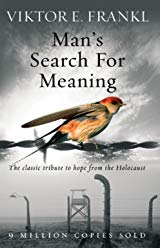 VIKTOR E. FRANKL
Man's
Search For
Meaning
The classic tribute to hope from the Holocaust
9 MILLION COPIES SOLD